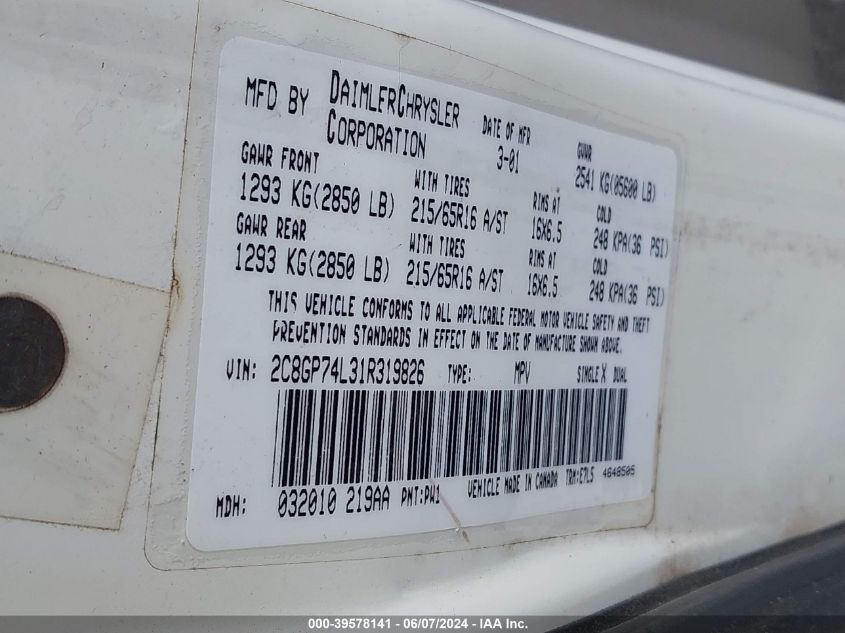 MFD BY DAIMLERCHRYSLER CORPORATION
DATE OF MFR 3-01
GVWR 2541 KG(05600 LB)
GAWR FRONT 1293 KG(2850 LB)
WITH TIRES 215/65R16 A/ST
RIMS AT 16X6.5
COLD 248 KPA(36 PSI)
GAWR REAR 1293 KG(2850 LB)
WITH TIRES 215/65R16 A/ST
RIMS AT 16X6.5
COLD 248 KPA(36 PSI)
THIS VEHICLE CONFORMS TO ALL APPLICABLE FEDERAL MOTOR VEHICLE SAFETY AND THEFT
PREVENTION STANDARDS IN EFFECT ON THE DATE OF MANUFACTURE SHOWN ABOVE.
VIN: 2C8GP74L31R319826 TYPE: MPV SINGLE X DUAL
MDH: 032010 219AA PNT:PW1 VEHICLE MADE IN CANADA TRM:E7L5 4648505
000-39578141 - 06/07/2024 - IAA Inc.